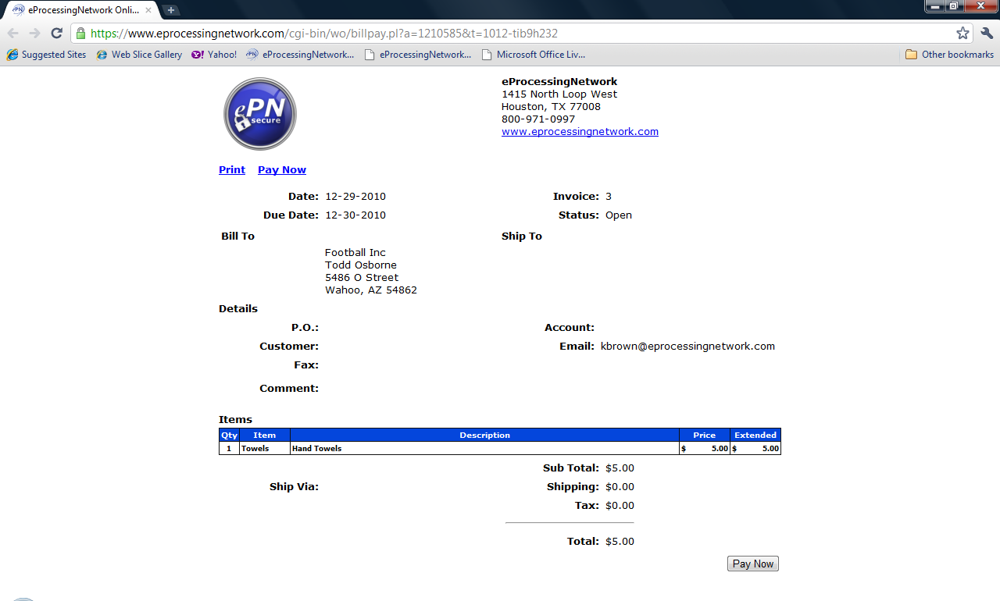 eProcessingNetwork Onli...
https://www.eprocessingnetwork.com/cgi-bin/wo/billpay.pl?a=1210585&t=1012-tib9h232
Suggested Sites Web Slice Gallery Yahoo! eProcessingNetwork... eProcessingNetwork... Microsoft Office Liv... Other bookmarks
ePN
secure
eProcessingNetwork
1415 North Loop West
Houston, TX 77008
800-971-0997
www.eprocessingnetwork.com
Print Pay Now
Date: 12-29-2010 Invoice: 3
Due Date: 12-30-2010 Status: Open
Bill To Ship To
Football Inc
Todd Osborne
5486 O Street
Wahoo, AZ 54862
Details
P.O.: Account:
Customer: Email: kbrown@eprocessingnetwork.com
Fax:
Comment:
Items
Qty Item Description Price Extended
1 Towels Hand Towels $ 5.00 $ 5.00
Sub Total: $5.00
Ship Via: Shipping: $0.00
Tax: $0.00
Total: $5.00
Pay Now